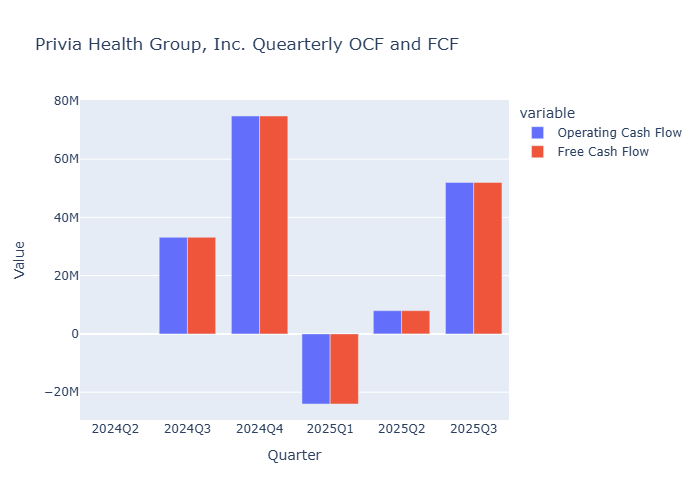 Privia Health Group, Inc. Quearterly OCF and FCF
variable
Operating Cash Flow
Free Cash Flow
Value
80M
60M
40M
20M
0
−20M
2024Q2 2024Q3 2024Q4 2025Q1 2025Q2 2025Q3
Quarter